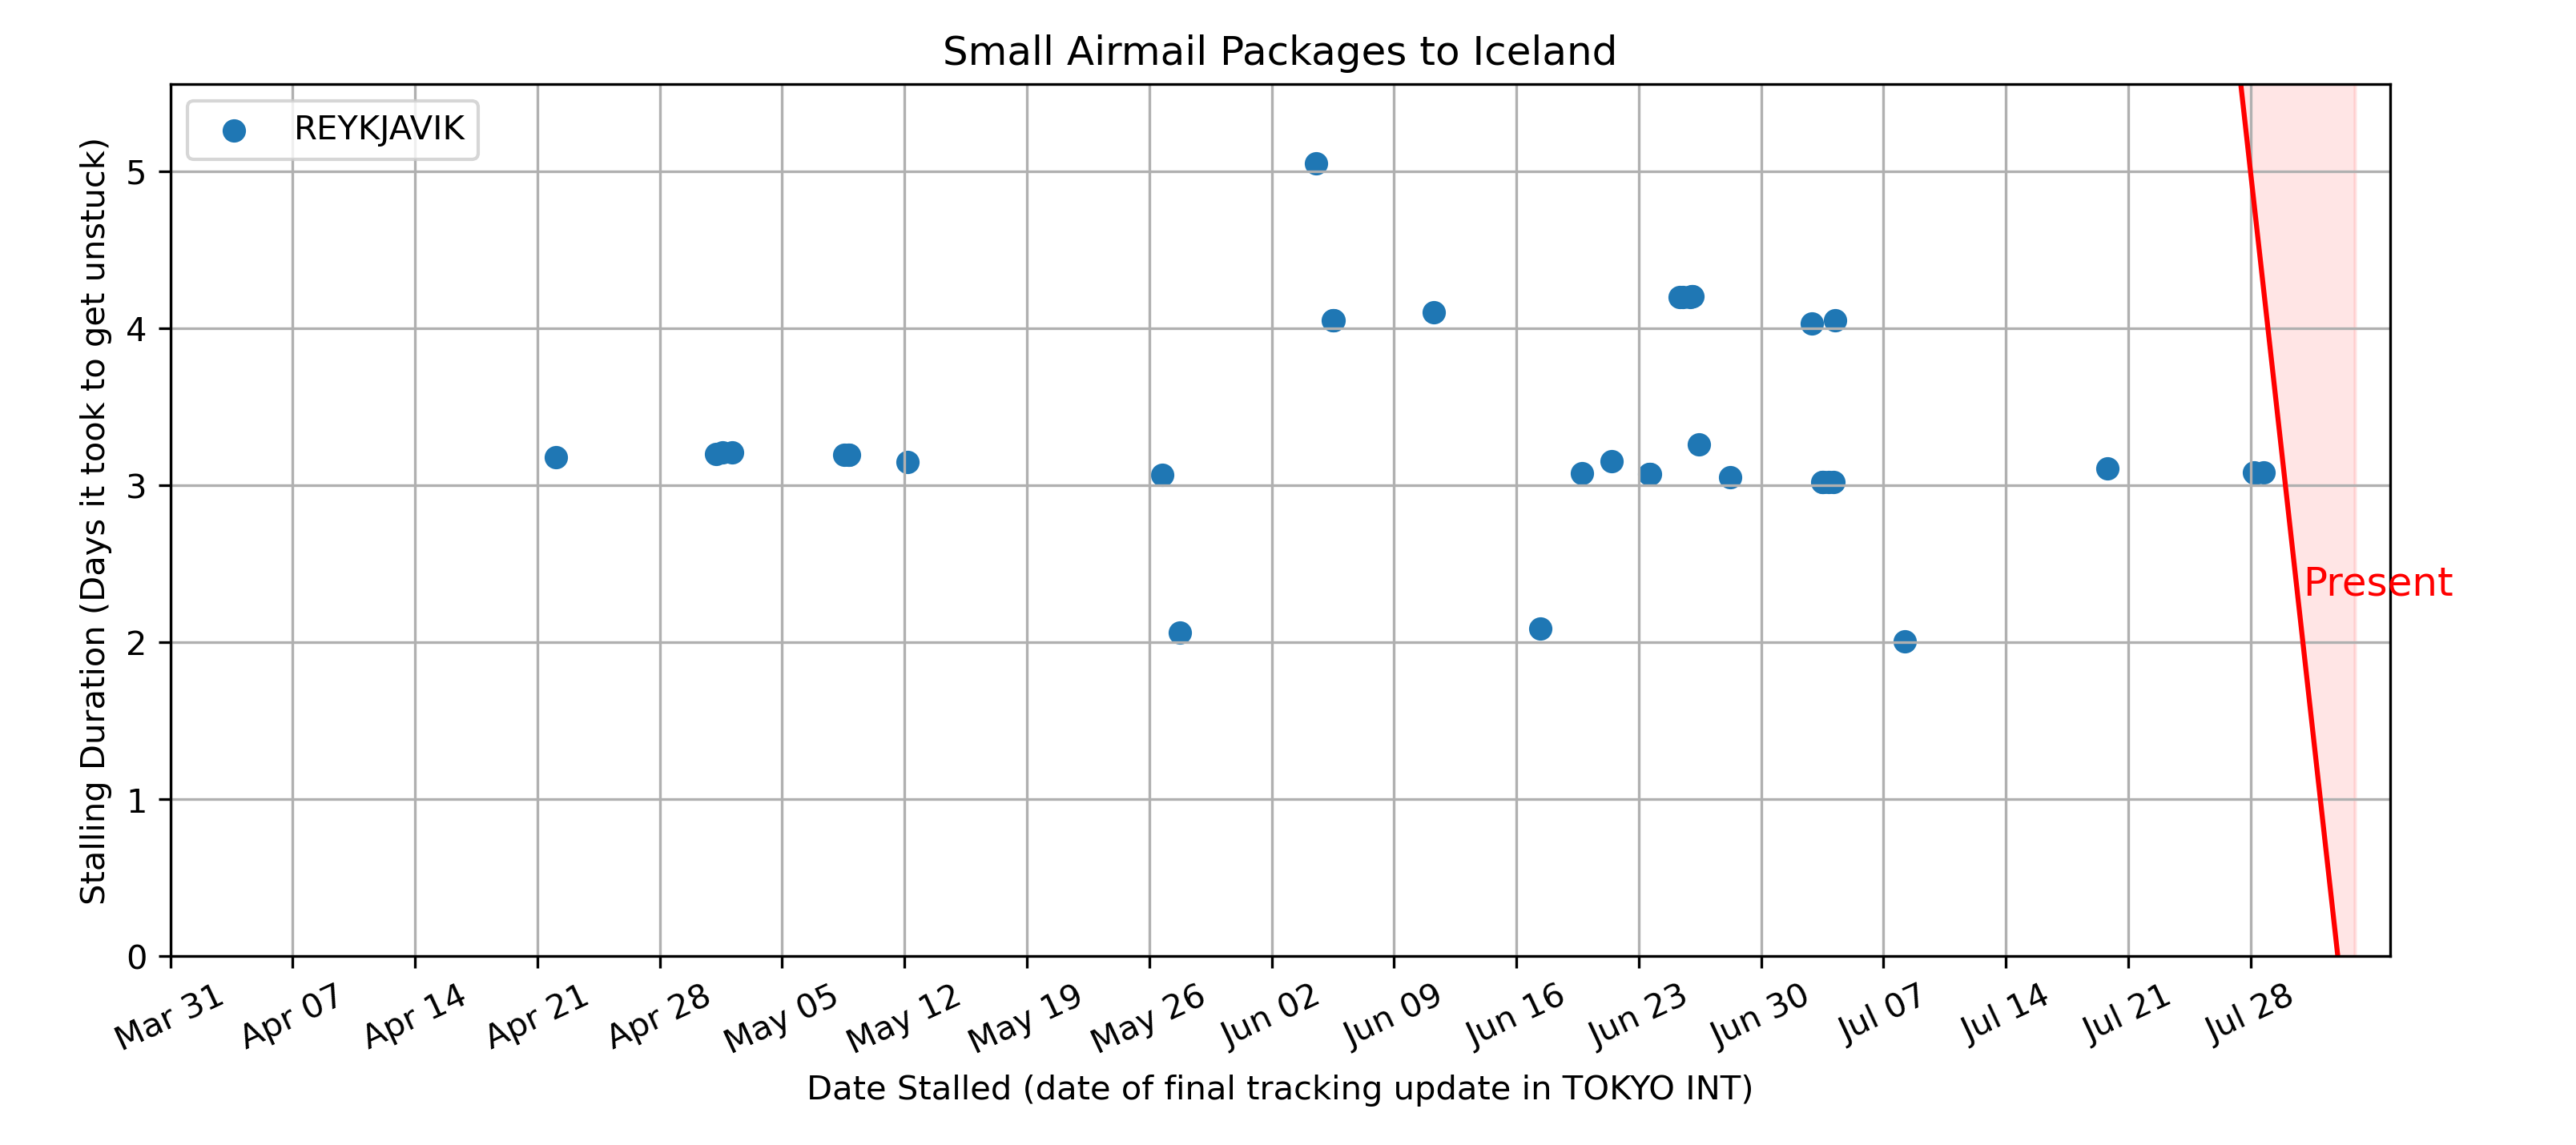 Small Airmail Packages to Iceland
REYKJAVIK
Stalling Duration (Days it took to get unstuck)
5
4
3
2
1
0
Present
Mar 31
Apr 07
Apr 14
Apr 21
Apr 28
May 05
May 12
May 19
May 26
Jun 02
Jun 09
Jun 16
Jun 23
Jun 30
Jul 07
Jul 14
Jul 21
Jul 28
Date Stalled (date of final tracking update in TOKYO INT)